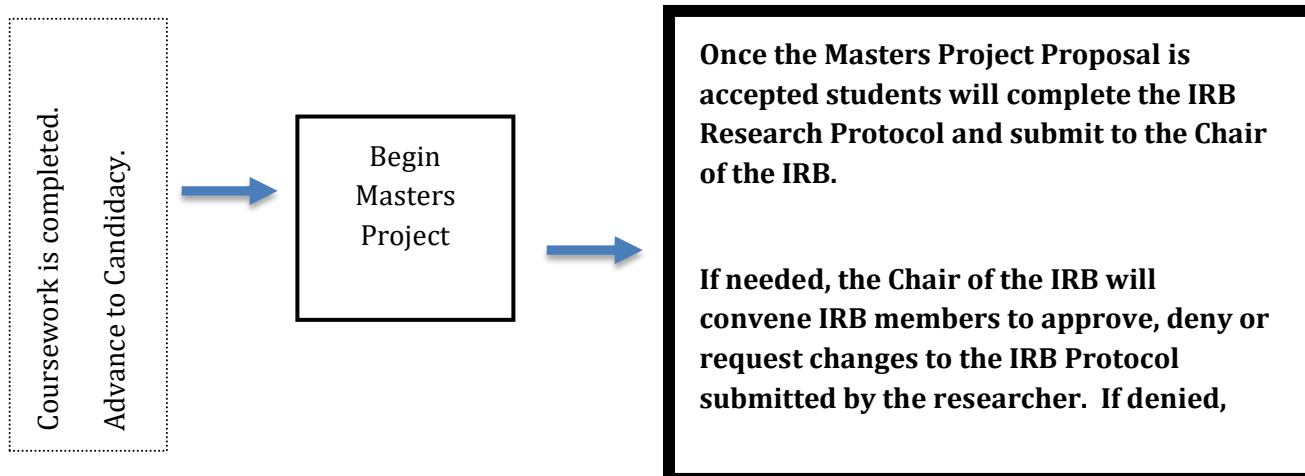 Coursework is completed.
Advance to Candidacy.
Begin
Masters
Project
Once the Masters Project Proposal is
accepted students will complete the IRB
Research Protocol and submit to the Chair
of the IRB.
If needed, the Chair of the IRB will
convene IRB members to approve, deny or
request changes to the IRB Protocol
submitted by the researcher.  If denied,